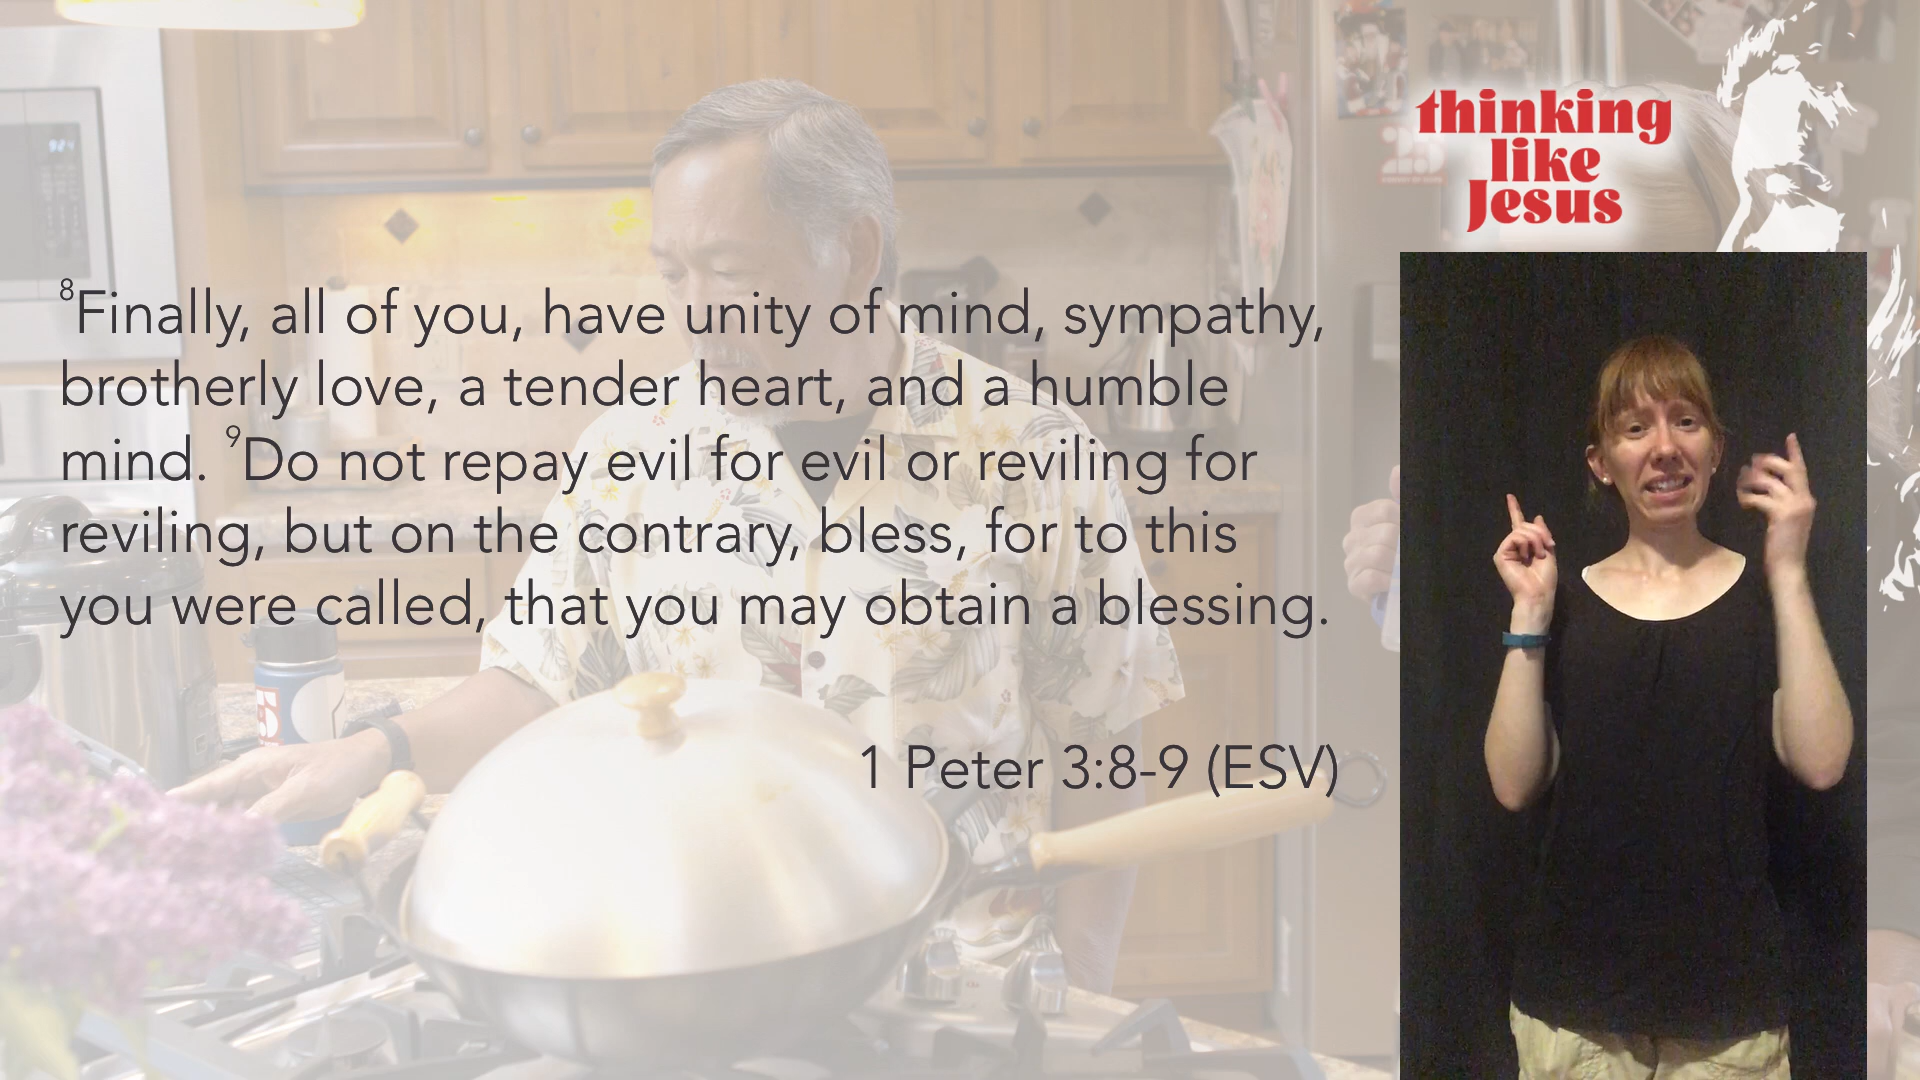 thinking
like
Jesus
⁸Finally, all of you, have unity of mind, sympathy,
brotherly love, a tender heart, and a humble
mind. ⁹Do not repay evil for evil or reviling for
reviling, but on the contrary, bless, for to this
you were called, that you may obtain a blessing.
1 Peter 3:8-9 (ESV)